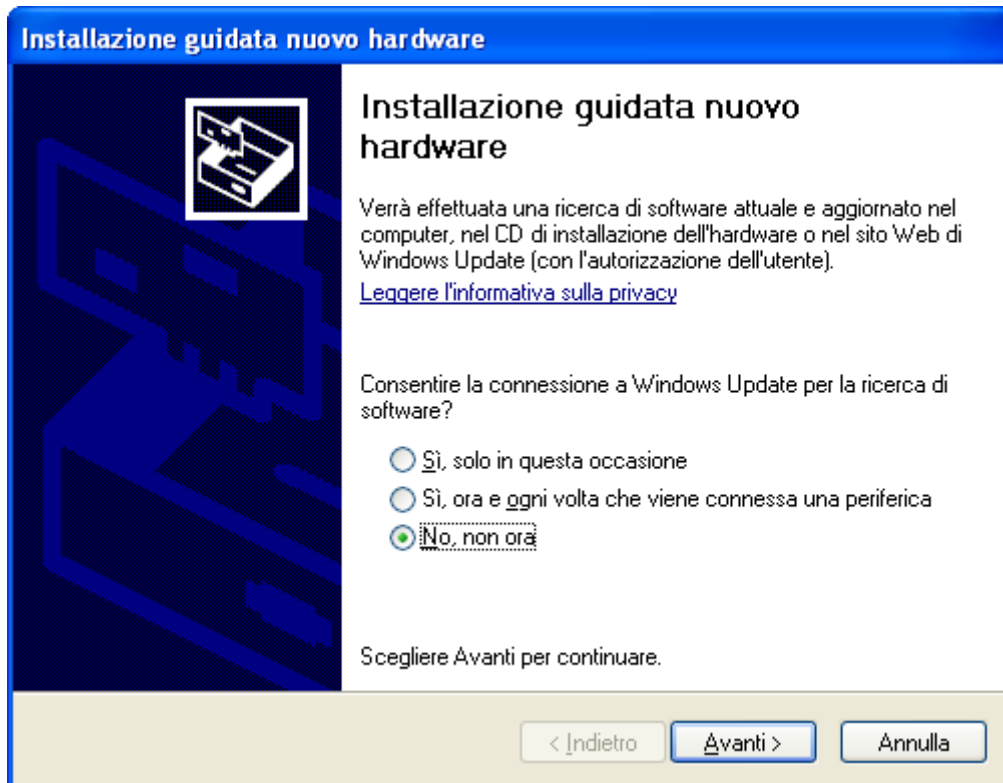 Installazione guidata nuovo hardware
Installazione guidata nuovo
hardware
Verrà effettuata una ricerca di software attuale e aggiornato nel
computer, nel CD di installazione dell'hardware o nel sito Web di
Windows Update (con l'autorizzazione dell'utente).
Leggere l'informativa sulla privacy
Consentire la connessione a Windows Update per la ricerca di
software?
Sì, solo in questa occasione
Sì, ora e ogni volta che viene connessa una periferica
No, non ora
Scegliere Avanti per continuare.
< Indietro
Avanti >
Annulla